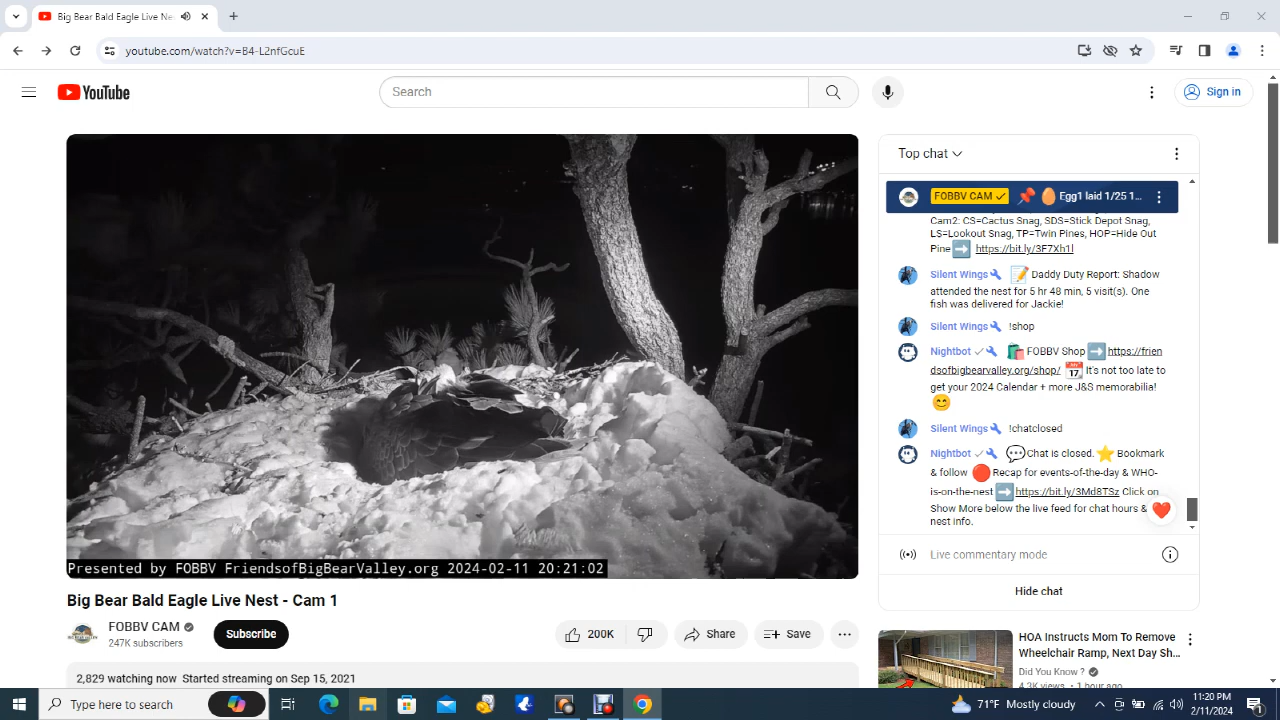 Big Bear Bald Eagle Live Ne
youtube.com/watch?v=B4-L2nfGcuE
YouTube
Search
Sign in
Presented by FOBBV FriendsofBigBearValley.org 2024-02-11 20:21:02
Big Bear Bald Eagle Live Nest - Cam 1
FOBBV CAM
247K subscribers
Subscribe
200K
Share
Save
2,829 watching now Started streaming on Sep 15, 2021
Top chat
FOBBV CAM Egg1 laid 1/25 1...
Cam2: CS=Cactus Snag, SDS=Stick Depot Snag,
LS=Lookout Snag, TP=Twin Pines, HOP=Hide Out
Pine https://bit.ly/3F7Xh1l
Silent Wings Daddy Duty Report: Shadow
attended the nest for 5 hr 48 min, 5 visit(s). One
fish was delivered for Jackie!
Silent Wings !shop
Nightbot FOBBV Shop https://frien
dsofbigbearvalley.org/shop/ It's not too late to
get your 2024 Calendar + more J&S memorabilia!
Silent Wings !chatclosed
Nightbot Chat is closed. Bookmark
& follow Recap for events-of-the-day & WHO-
is-on-the-nest https://bit.ly/3Md8TSz Click on
Show More below the live feed for chat hours &
nest info.
Live commentary mode
Hide chat
HOA Instructs Mom To Remove
Wheelchair Ramp, Next Day Sh...
Did You Know ?
4.3K views • 1 hour ago
Type here to search
71°F Mostly cloudy
11:20 PM
2/11/2024
1